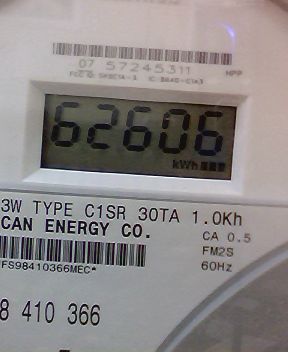 07 57245311 HPP
62606
kWh
3W TYPE C1SR 30TA 1.0Kh
CAN ENERGY CO. CA 0.5
FM2S
FS98410366MEC* 60Hz
8 410 366